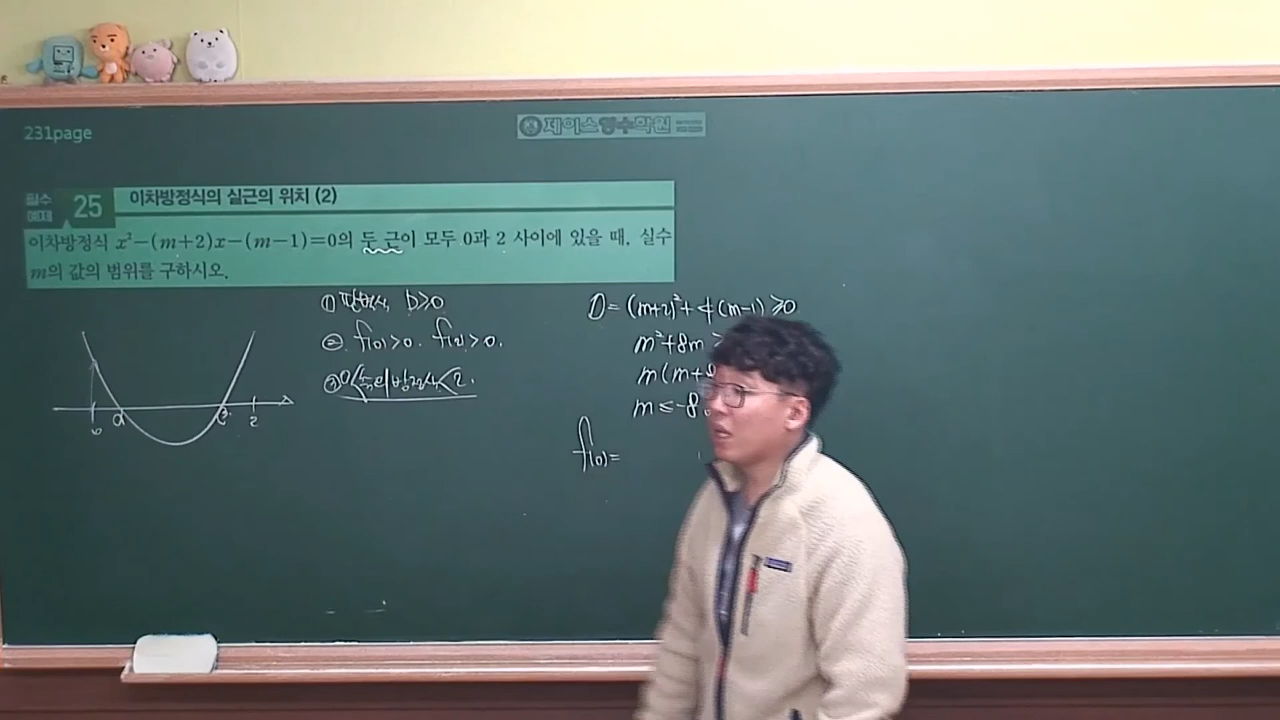 231page
제이스영수학원
필수
예제 25 이차방정식의 실근의 위치 (2)
이차방정식 x²-(m+2)x-(m-1)=0의 두 근이 모두 0과 2 사이에 있을 때, 실수
m의 값의 범위를 구하시오.
① 판별식 D≥0
② f(0)>0. f(2)>0.
③ 0<축의방정식<2.
D=(m+2)²+4(m-1)≥0
m²+8m
m(m+8
m≤-8
f(0)=
0 α β 2